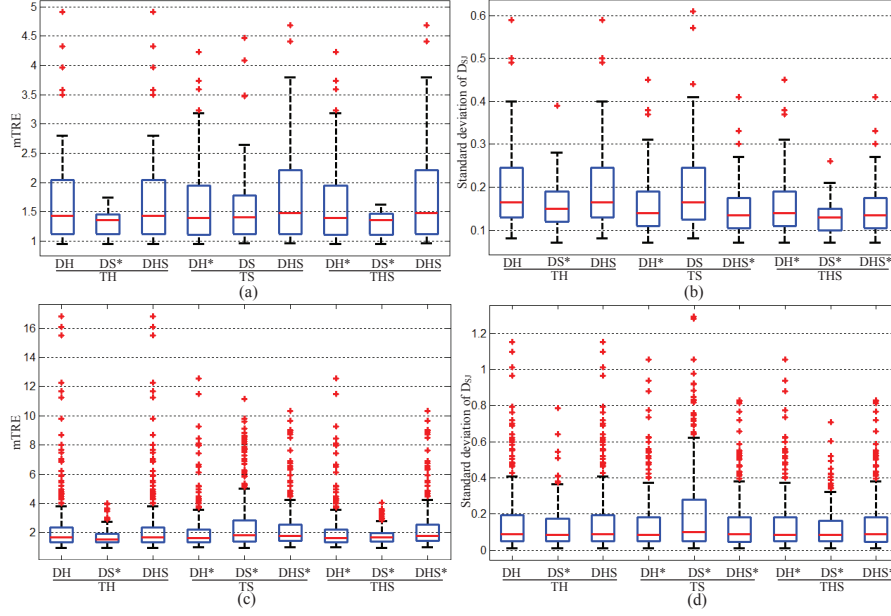 5
4.5
4
3.5
3
2.5
2
1.5
1
mTRE
DH DS* DHS DH* DS DHS DH* DS* DHS
TH TS THS
(a)
0.6
0.5
0.4
0.3
0.2
0.1
Standard deviation of DSJ
DH DS* DHS DH* DS DHS* DH* DS* DHS*
TH TS THS
(b)
16
14
12
10
8
6
4
2
mTRE
DH DS* DHS DH* DS* DHS* DH* DS* DHS*
TH TS THS
(c)
1.2
1
0.8
0.6
0.4
0.2
0
Standard deviation of DSJ
DH DS* DHS DH* DS* DHS* DH* DS* DHS*
TH TS THS
(d)